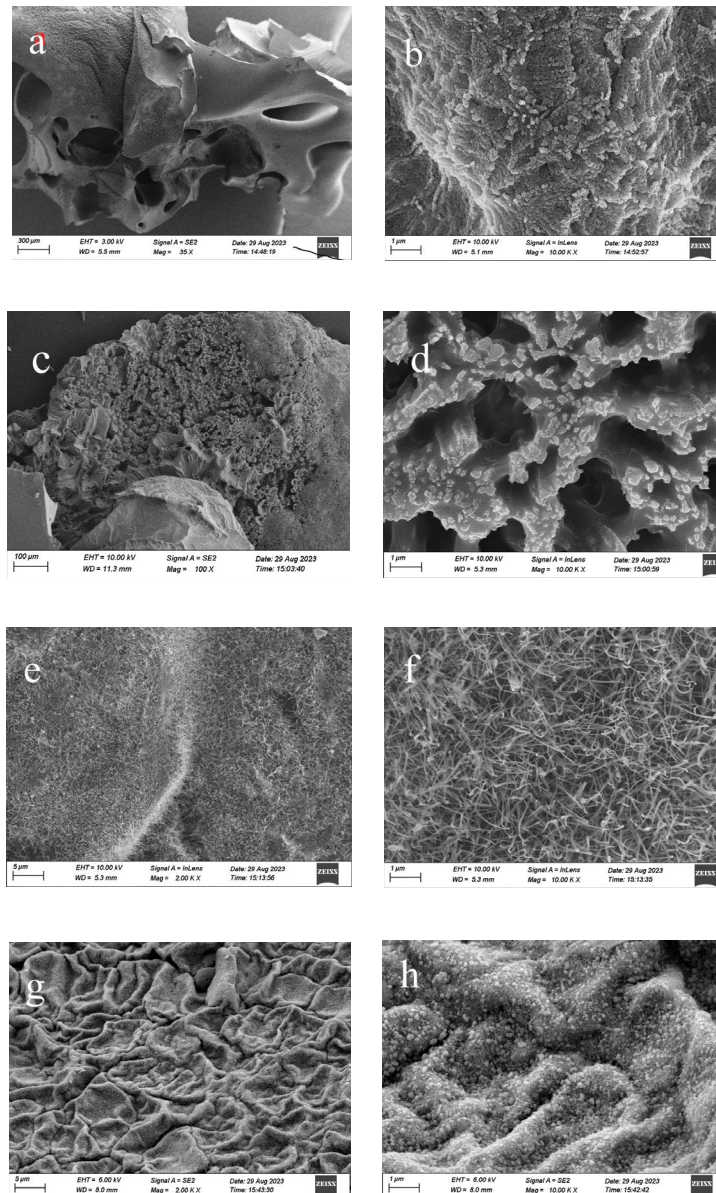 a
300 µm
EHT = 3.00 kV
WD = 5.5 mm
Signal A = SE2
Mag = 35 X
Date: 29 Aug 2023
Time: 14:48:19
ZEISS
b
1 µm
EHT = 10.00 kV
WD = 5.1 mm
Signal A = InLens
Mag = 10.00 K X
Date: 29 Aug 2023
Time: 14:52:57
ZEISS
c
100 µm
EHT = 10.00 kV
WD = 11.3 mm
Signal A = SE2
Mag = 100 X
Date: 29 Aug 2023
Time: 15:03:40
d
1 µm
EHT = 10.00 kV
WD = 5.3 mm
Signal A = InLens
Mag = 10.00 K X
Date: 29 Aug 2023
Time: 15:00:59
e
5 µm
EHT = 10.00 kV
WD = 5.3 mm
Signal A = InLens
Mag = 2.00 K X
Date: 29 Aug 2023
Time: 15:13:56
ZEISS
f
1 µm
EHT = 10.00 kV
WD = 5.3 mm
Signal A = InLens
Mag = 10.00 K X
Date: 29 Aug 2023
Time: 15:13:35
ZEISS
g
5 µm
EHT = 6.00 kV
WD = 8.0 mm
Signal A = SE2
Mag = 2.00 K X
Date: 29 Aug 2023
Time: 15:43:30
ZEISS
h
1 µm
EHT = 6.00 kV
WD = 8.0 mm
Signal A = SE2
Mag = 10.00 K X
Date: 29 Aug 2023
Time: 15:42:42
ZEISS